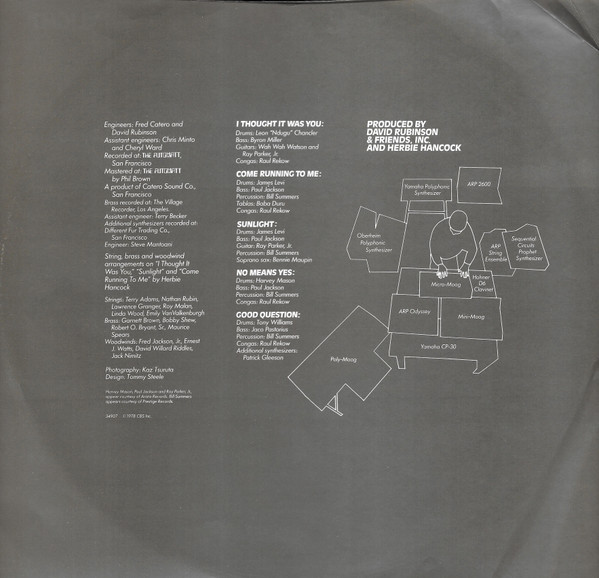 Engineers: Fred Catero and
David Rubinson
Assistant engineers: Chris Minto
and Cheryl Ward
Recorded at: THE AUTOMATT,
San Francisco
Mastered at: THE AUTOMATT
by Phil Brown
A product of Catero Sound Co.,
San Francisco
Brass recorded at: The Village
Recorder, Los Angeles
Assistant engineer: Terry Becker
Additional synthesizers recorded at:
Different Fur Trading Co.,
San Francisco
Engineer: Steve Mantoani
String, brass and woodwind
arrangements on "I Thought It
Was You," "Sunlight" and "Come
Running To Me" by Herbie
Hancock
Strings: Terry Adams, Nathan Rubin,
Lawrence Granger, Roy Malan,
Linda Wood, Emily VanValkenburgh
Brass: Garnett Brown, Bobby Shew,
Robert O. Bryant, Sr., Maurice
Spears
Woodwinds: Fred Jackson, Jr., Ernest
J. Watts, David Willard Riddles,
Jack Nimitz
Photography: Kaz Tsuruta
Design: Tommy Steele
Harvey Mason, Paul Jackson and Ray Parker, Jr.,
appear courtesy of Arista Records. Bill Summers
appears courtesy of Prestige Records.
© 1978 CBS Inc.
I THOUGHT IT WAS YOU:
Drums: Leon "Ndugu" Chancler
Bass: Byron Miller
Guitars: Wah Wah Watson and
Ray Parker, Jr.
Congas: Raul Rekow
COME RUNNING TO ME:
Drums: James Levi
Bass: Paul Jackson
Percussion: Bill Summers
Tablas: Baba Duru
Congas: Raul Rekow
SUNLIGHT:
Drums: James Levi
Bass: Paul Jackson
Guitar: Ray Parker, Jr.
Percussion: Bill Summers
Congas: Raul Rekow
Soprano sax: Bennie Maupin
NO MEANS YES:
Drums: Harvey Mason
Bass: Paul Jackson
Percussion: Bill Summers
Congas: Raul Rekow
GOOD QUESTION:
Drums: Tony Williams
Bass: Jaco Pastorius
Percussion: Bill Summers
Congas: Raul Rekow
Additional synthesizers:
Patrick Gleeson
PRODUCED BY
DAVID RUBINSON
& FRIENDS, INC.
AND HERBIE HANCOCK
Yamaha Polyphonic
Synthesizer
ARP 2600
Oberheim
Polyphonic
Synthesizer
ARP
String
Ensemble
Sequential
Circuits
Prophet
Synthesizer
Micro-Moog
Hohner
D6
Clavinet
ARP Odyssey
Mini-Moog
Yamaha CP-30
Poly-Moog